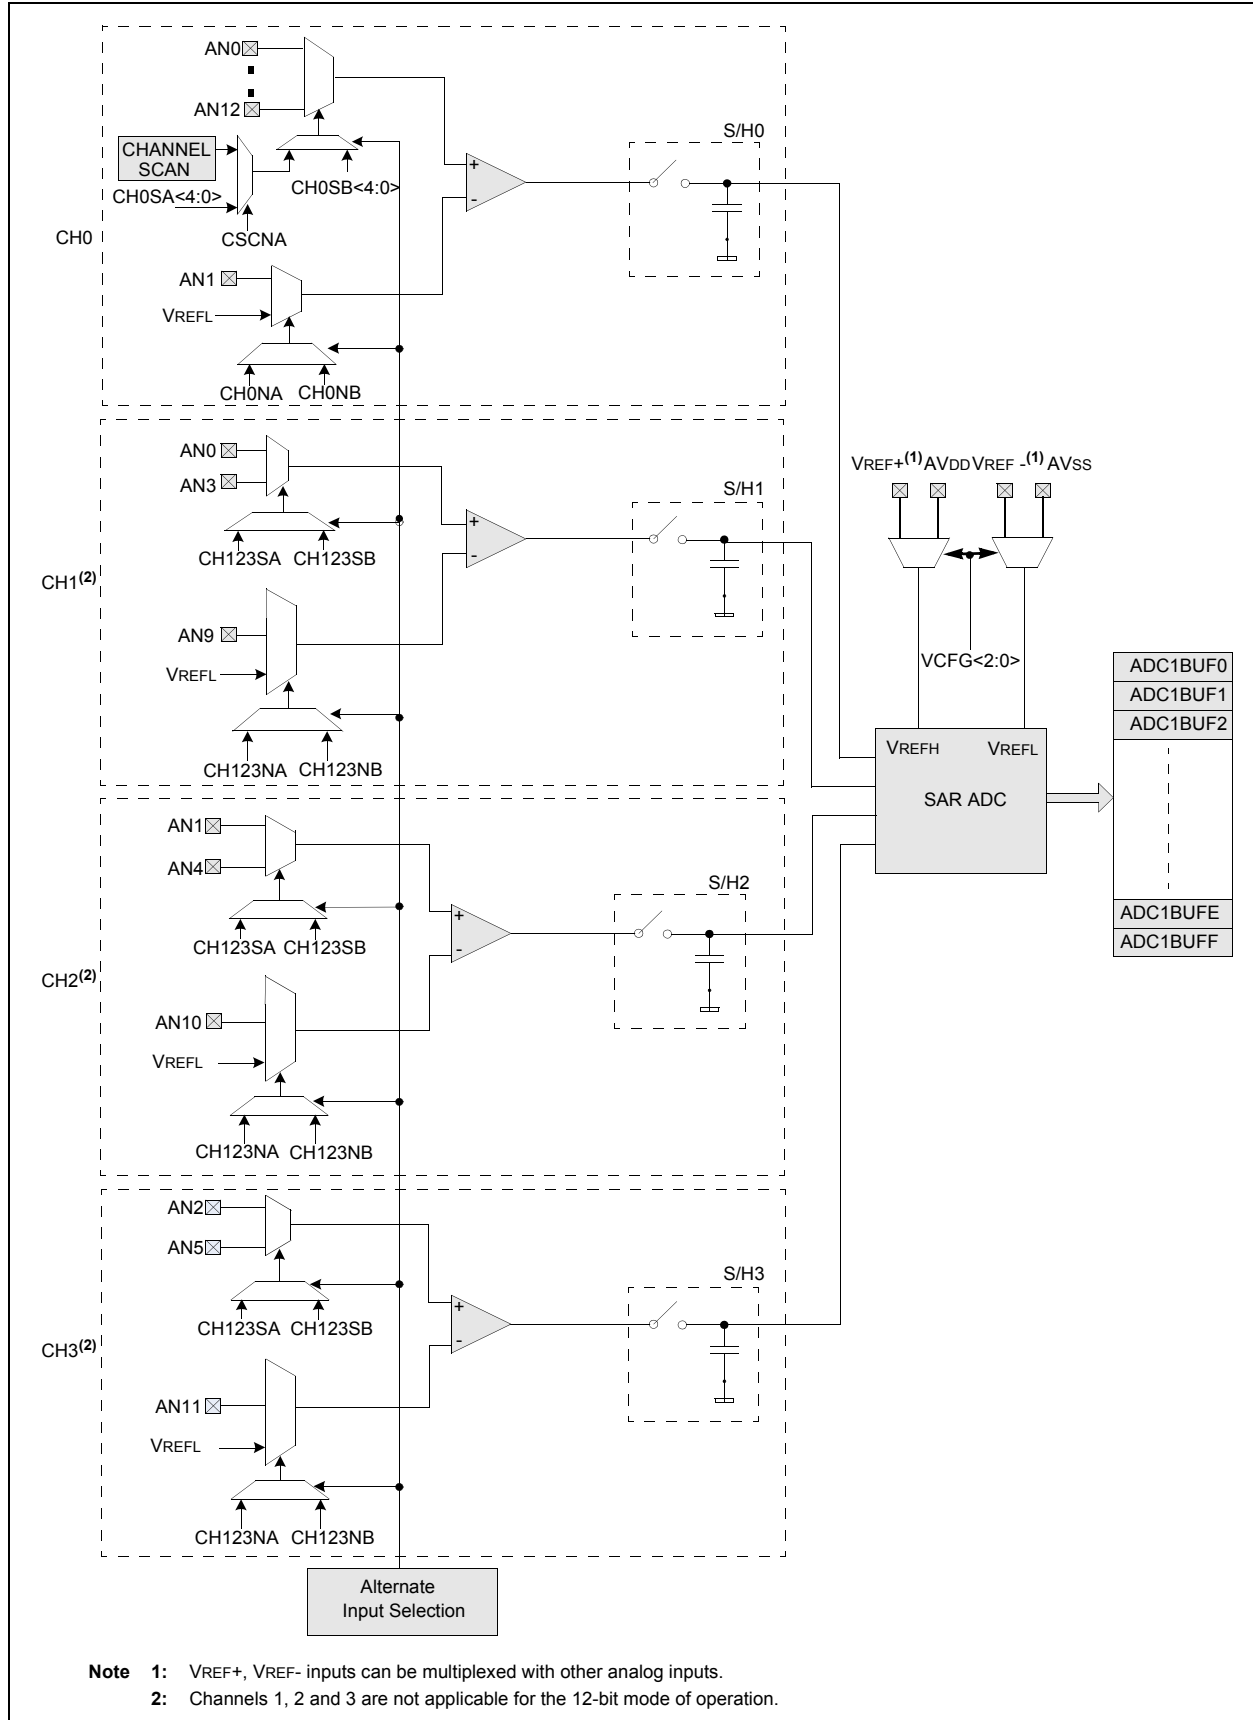 AN0
AN12
CHANNEL
SCAN
CH0SA<4:0>
CH0SB<4:0>
CSCNA
+
-
S/H0
CH0
AN1
VREFL
CH0NA CH0NB
AN0
AN3
CH123SA CH123SB
+
-
S/H1
CH1(2)
AN9
VREFL
CH123NA CH123NB
VREF+(1) AVDD VREF -(1) AVSS
VCFG<2:0>
VREFH VREFL
SAR ADC
ADC1BUF0
ADC1BUF1
ADC1BUF2
ADC1BUFE
ADC1BUFF
AN1
AN4
CH123SA CH123SB
+
-
S/H2
CH2(2)
AN10
VREFL
CH123NA CH123NB
AN2
AN5
CH123SA CH123SB
+
-
S/H3
CH3(2)
AN11
VREFL
CH123NA CH123NB
Alternate
Input Selection
Note 1: VREF+, VREF- inputs can be multiplexed with other analog inputs.
2: Channels 1, 2 and 3 are not applicable for the 12-bit mode of operation.